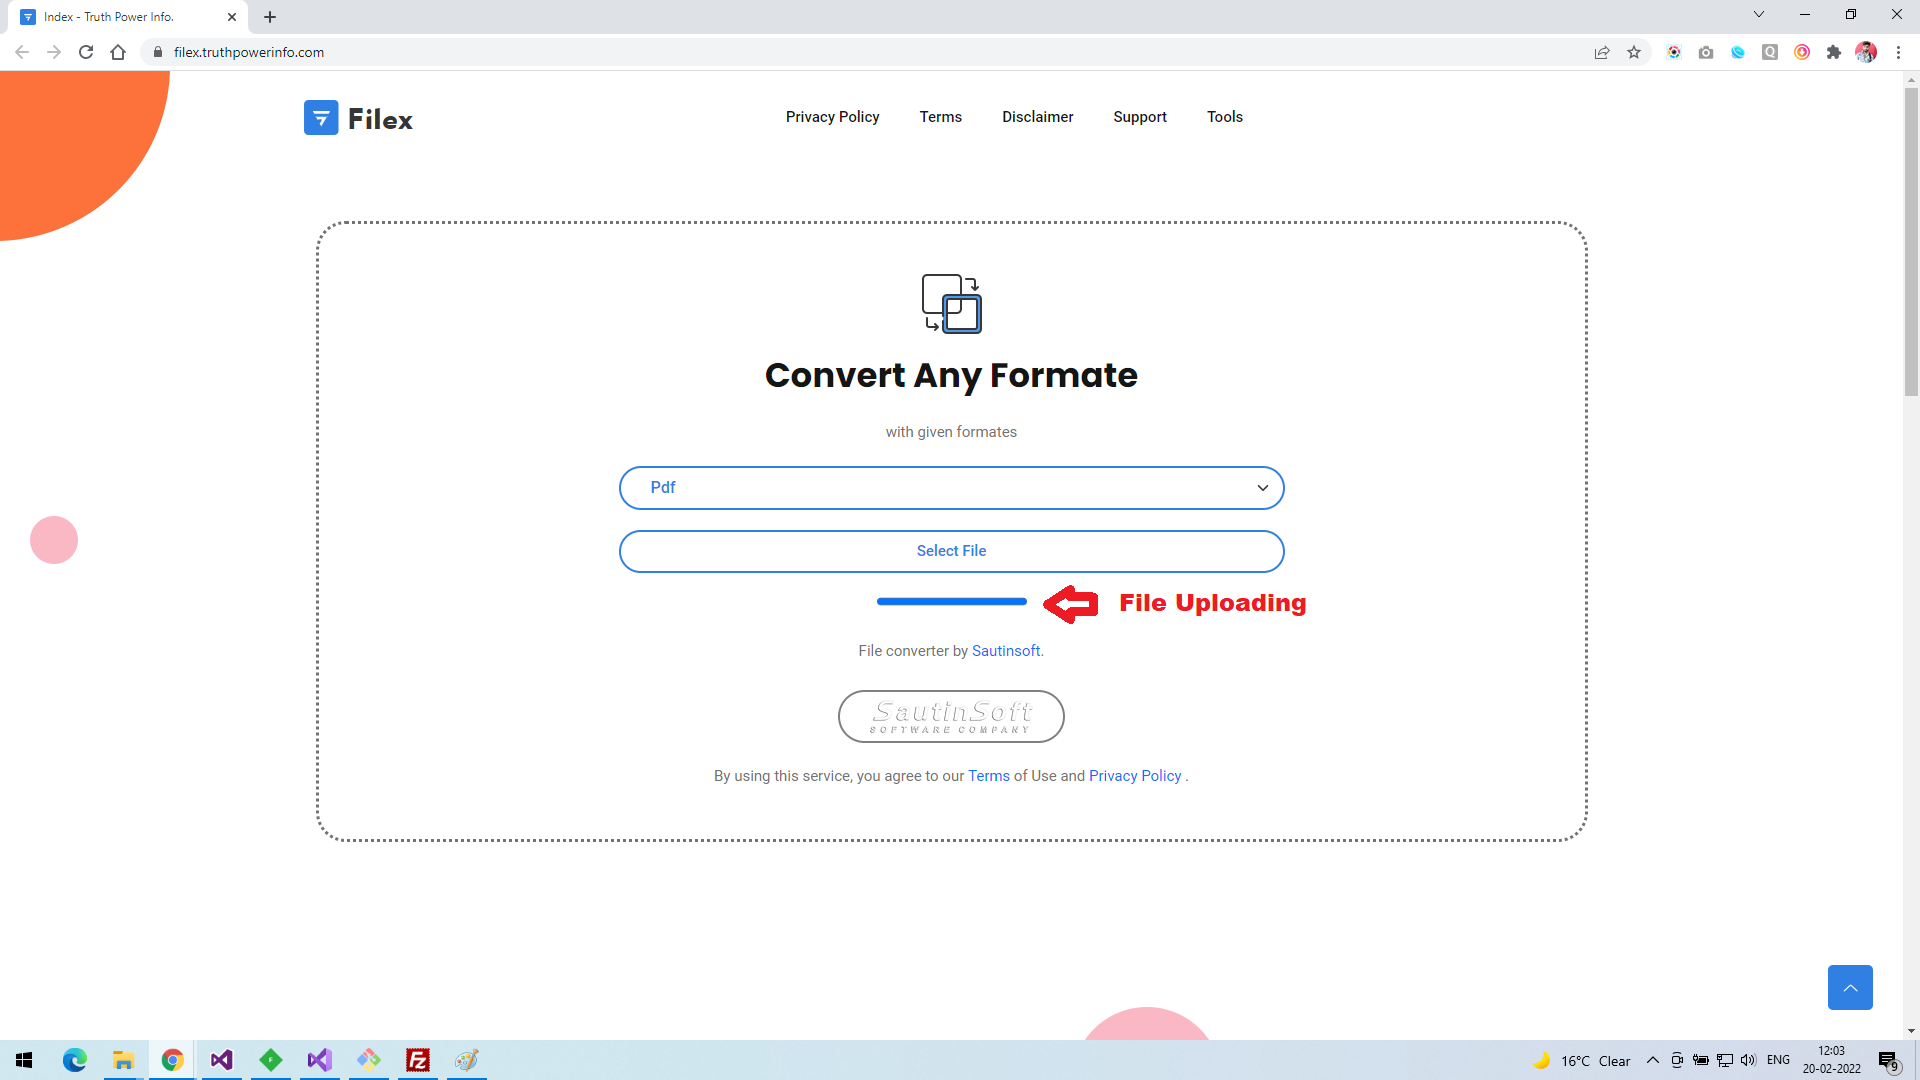 Index - Truth Power Info.
filex.truthpowerinfo.com
Filex
Privacy Policy
Terms
Disclaimer
Support
Tools
Convert Any Formate
with given formates
Pdf
Select File
File Uploading
File converter by Sautinsoft.
SautinSoft
SOFTWARE COMPANY
By using this service, you agree to our Terms of Use and Privacy Policy .
16°C Clear
ENG
12:03
20-02-2022
9